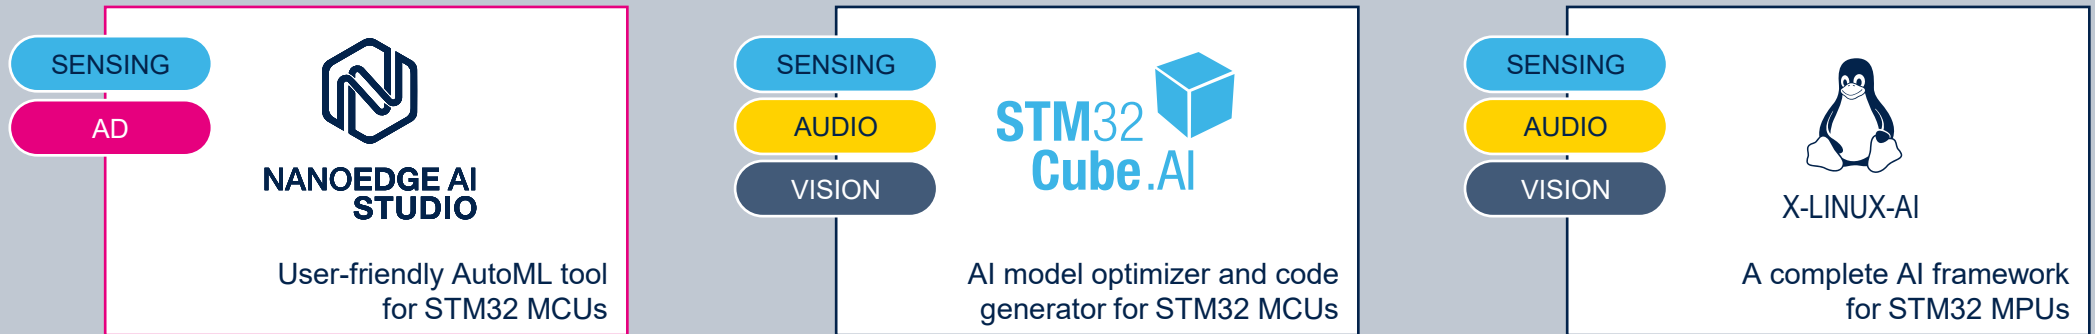 SENSING
AD
NANOEDGE AI
STUDIO
User-friendly AutoML tool
for STM32 MCUs
SENSING
AUDIO
VISION
STM32
Cube.AI
AI model optimizer and code
generator for STM32 MCUs
SENSING
AUDIO
VISION
X-LINUX-AI
A complete AI framework
for STM32 MPUs